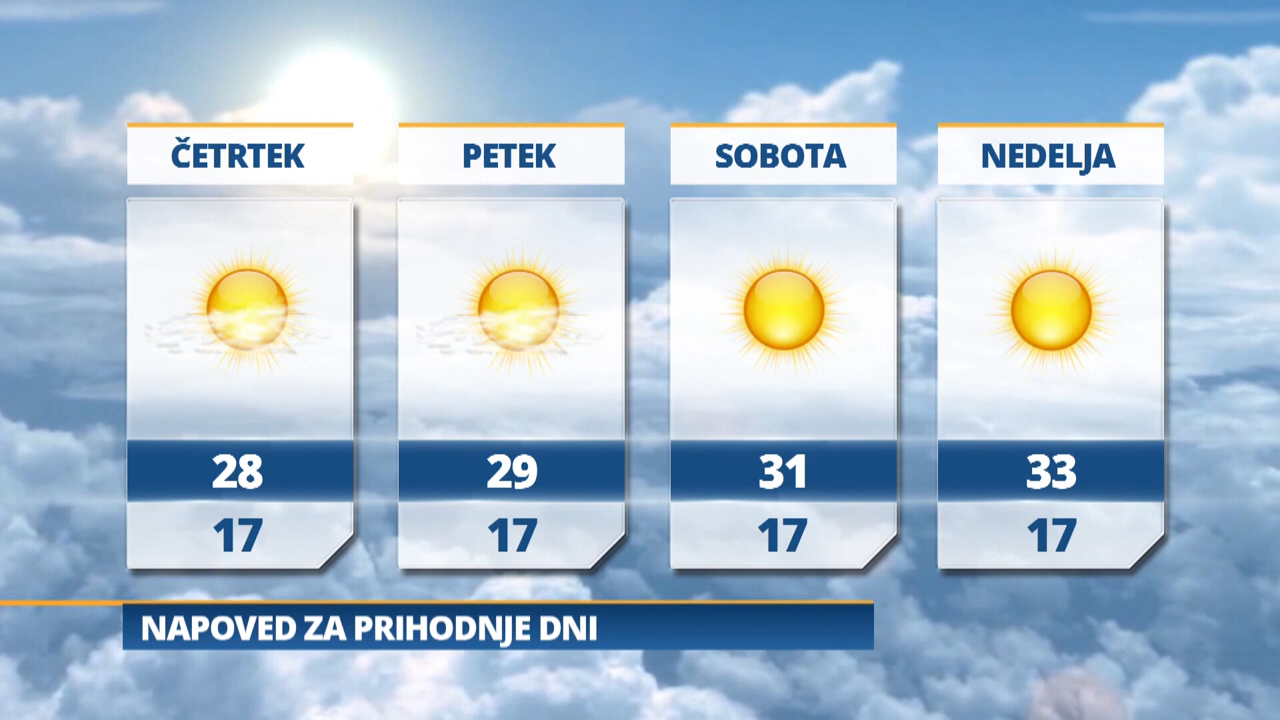 ČETRTEK PETEK SOBOTA NEDELJA
28 29 31 33
17 17 17 17
NAPOVED ZA PRIHODNJE DNI